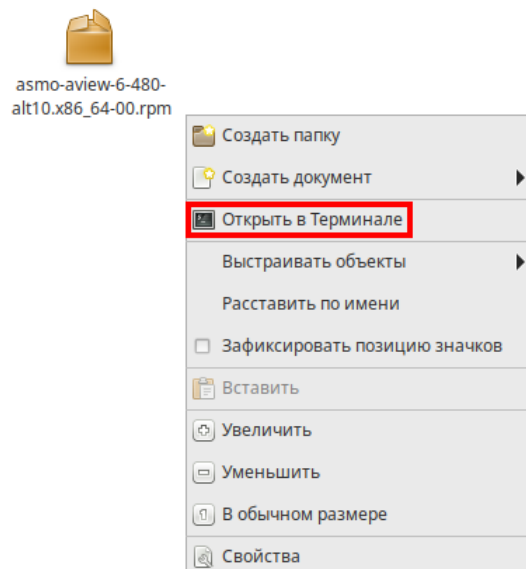 asmo-aview-6-480-
alt10.x86_64-00.rpm
Создать папку
Создать документ
Открыть в Терминале
Выстраивать объекты
Расставить по имени
Зафиксировать позицию значков
Вставить
Увеличить
Уменьшить
В обычном размере
Свойства